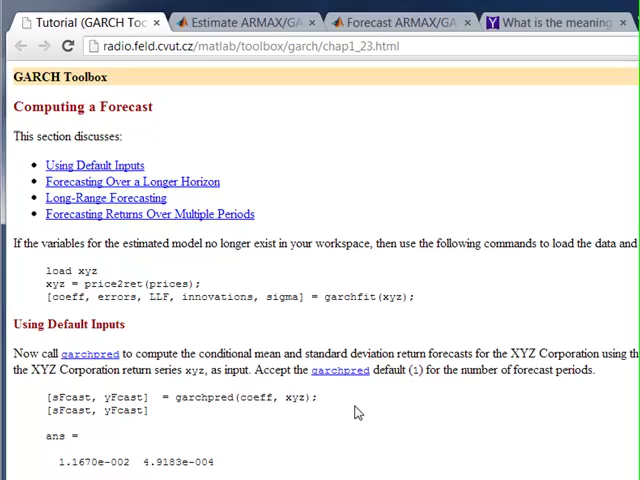 Tutorial (GARCH Too
Estimate ARMAX/GA
Forecast ARMAX/GA
What is the meaning
radio.feld.cvut.cz/matlab/toolbox/garch/chap1_23.html
GARCH Toolbox
Computing a Forecast
This section discusses:
Using Default Inputs
Forecasting Over a Longer Horizon
Long-Range Forecasting
Forecasting Returns Over Multiple Periods
If the variables for the estimated model no longer exist in your workspace, then use the following commands to load the data and
load xyz
xyz = price2ret(prices);
[coeff, errors, LLF, innovations, sigma] = garchfit(xyz);
Using Default Inputs
Now call garchpred to compute the conditional mean and standard deviation return forecasts for the XYZ Corporation using th
the XYZ Corporation return series xyz, as input. Accept the garchpred default (1) for the number of forecast periods.
[sFcast, yFcast] = garchpred(coeff, xyz);
[sFcast, yFcast]
ans =
1.1670e-002 4.9183e-004